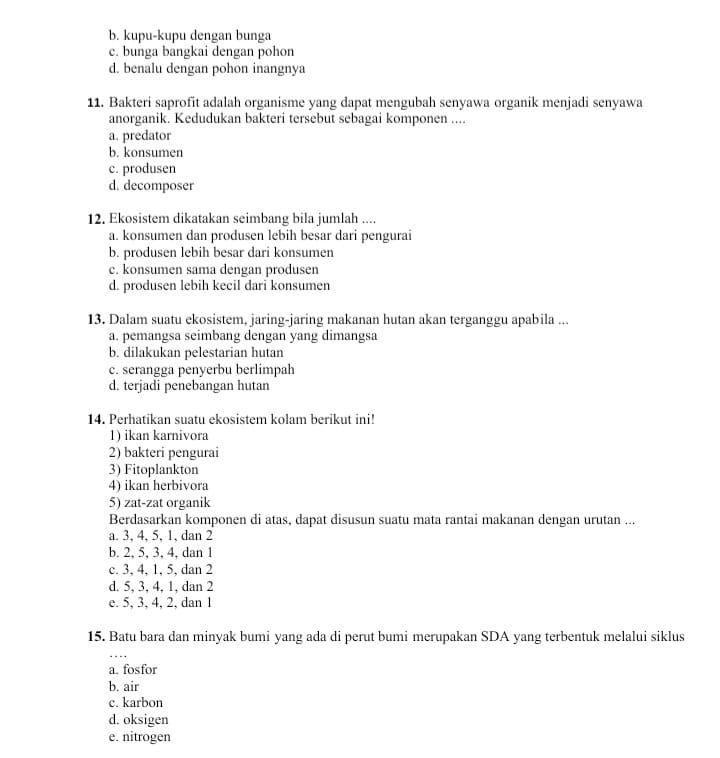 b. kupu-kupu dengan bunga
c. bunga bangkai dengan pohon
d. benalu dengan pohon inangnya
11. Bakteri saprofit adalah organisme yang dapat mengubah senyawa organik menjadi senyawa
anorganik. Kedudukan bakteri tersebut sebagai komponen ....
a. predator
b. konsumen
c. produsen
d. decomposer
12. Ekosistem dikatakan seimbang bila jumlah ....
a. konsumen dan produsen lebih besar dari pengurai
b. produsen lebih besar dari konsumen
c. konsumen sama dengan produsen
d. produsen lebih kecil dari konsumen
13. Dalam suatu ekosistem, jaring-jaring makanan hutan akan terganggu apabila ...
a. pemangsa seimbang dengan yang dimangsa
b. dilakukan pelestarian hutan
c. serangga penyerbu berlimpah
d. terjadi penebangan hutan
14. Perhatikan suatu ekosistem kolam berikut ini!
1) ikan karnivora
2) bakteri pengurai
3) Fitoplankton
4) ikan herbivora
5) zat-zat organik
Berdasarkan komponen di atas, dapat disusun suatu mata rantai makanan dengan urutan ...
a. 3, 4, 5, 1, dan 2
b. 2, 5, 3, 4, dan 1
c. 3, 4, 1, 5, dan 2
d. 5, 3, 4, 1, dan 2
e. 5, 3, 4, 2, dan 1
15. Batu bara dan minyak bumi yang ada di perut bumi merupakan SDA yang terbentuk melalui siklus
....
a. fosfor
b. air
c. karbon
d. oksigen
e. nitrogen